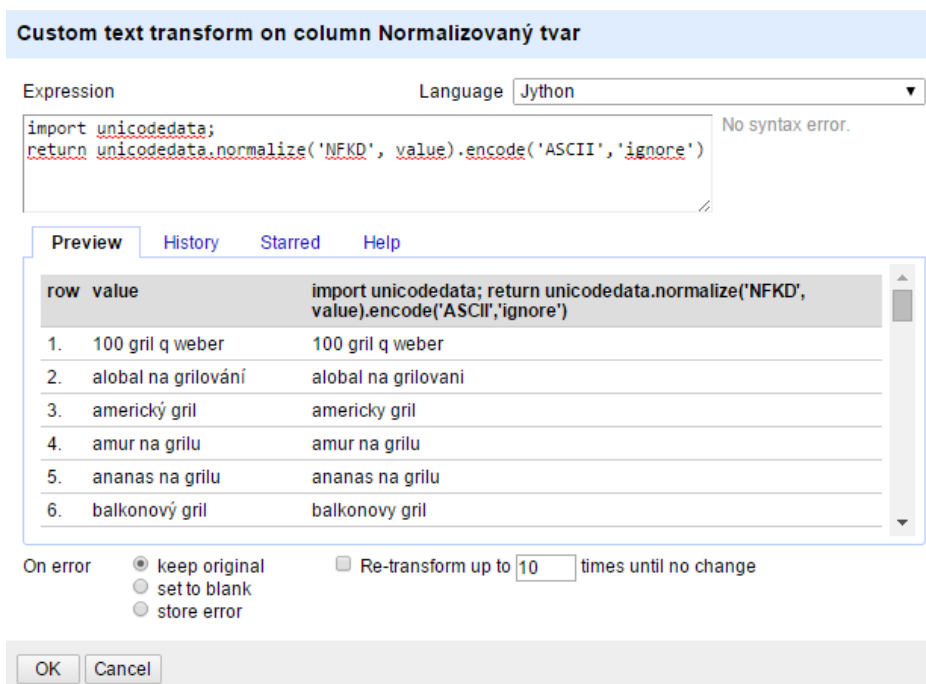 Custom text transform on column Normalizovaný tvar
Expression Language Jython
import unicodedata;
return unicodedata.normalize('NFKD', value).encode('ASCII','ignore')
No syntax error.
Preview History Starred Help
row value import unicodedata; return unicodedata.normalize('NFKD',
value).encode('ASCII','ignore')
1. 100 gril q weber 100 gril q weber
2. alobal na grilování alobal na grilovani
3. americký gril americky gril
4. amur na grilu amur na grilu
5. ananas na grilu ananas na grilu
6. balkonový gril balkonovy gril
On error keep original Re-transform up to 10 times until no change
set to blank
store error
OK Cancel